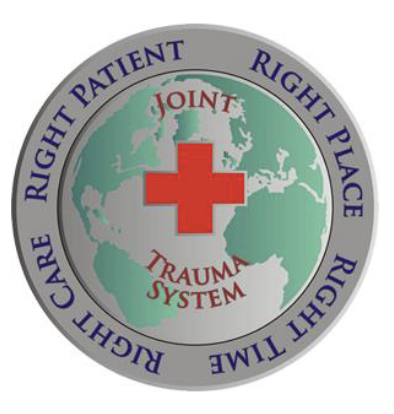 RIGHT PATIENT
RIGHT PLACE
RIGHT TIME
RIGHT CARE
JOINT
TRAUMA
SYSTEM